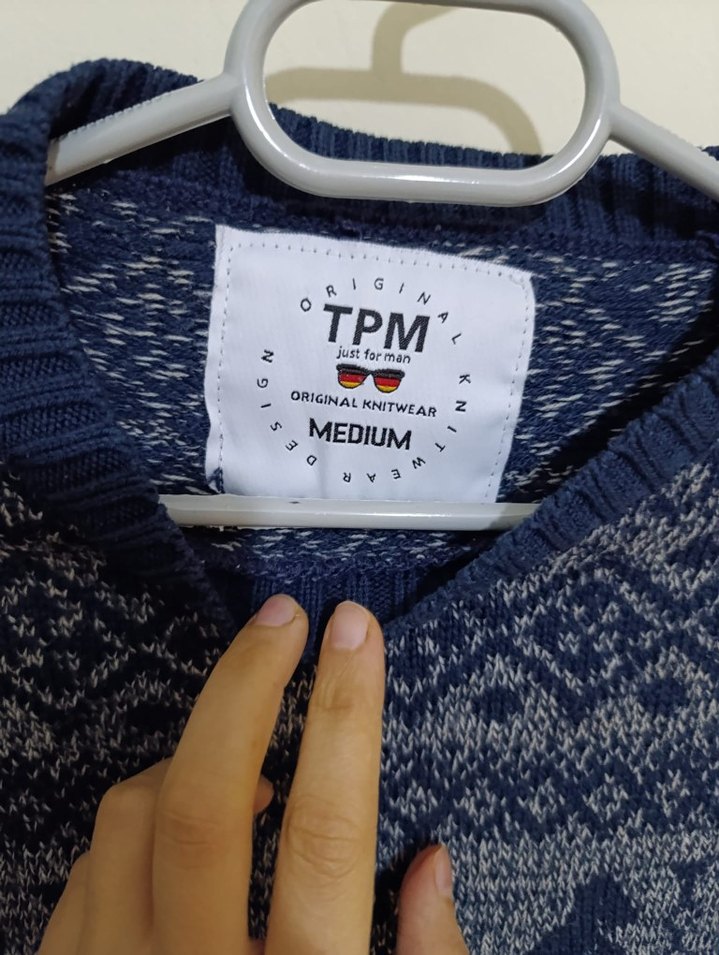 ORIGINAL KNITWEAR DESIGN
TPM
just for man
ORIGINAL KNITWEAR
MEDIUM